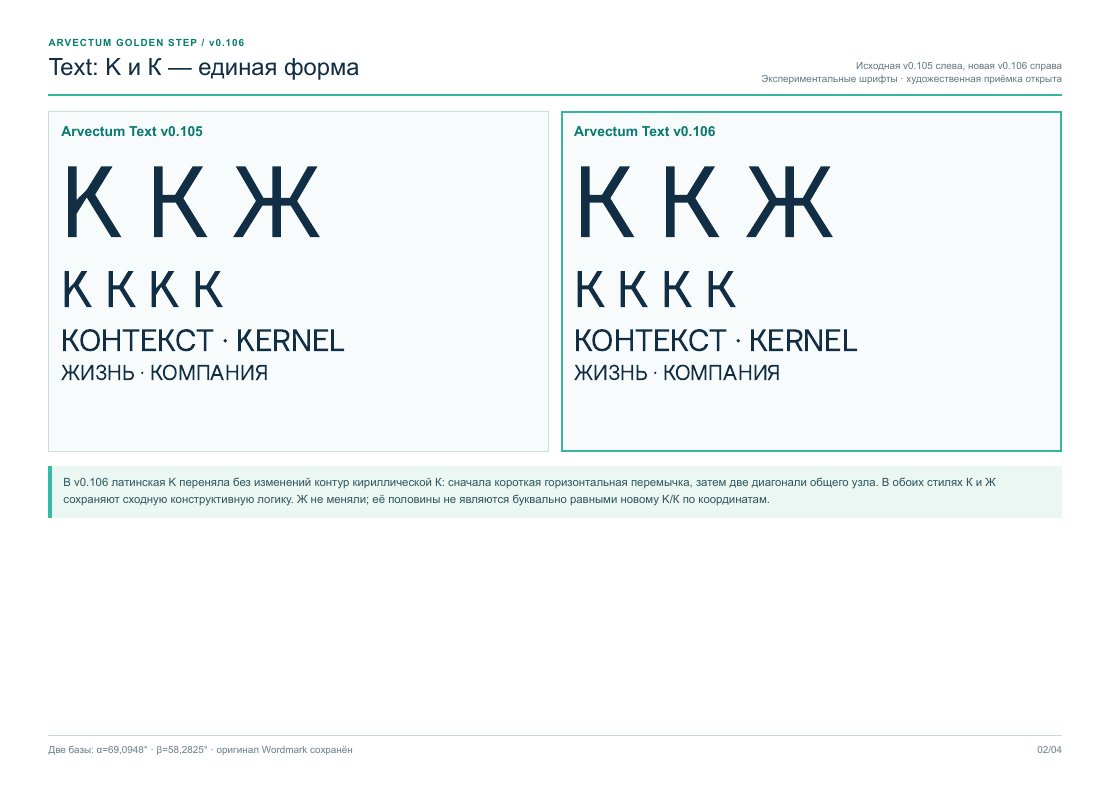 ARVECTUM GOLDEN STEP / v0.106
Text: K и К — единая форма
Исходная v0.105 слева, новая v0.106 справа
Экспериментальные шрифты · художественная приёмка открыта
Arvectum Text v0.105
K К Ж
K К K К
КОНТЕКСТ · KERNEL
ЖИЗНЬ · КОМПАНИЯ
Arvectum Text v0.106
K К Ж
K К K К
КОНТЕКСТ · KERNEL
ЖИЗНЬ · КОМПАНИЯ
В v0.106 латинская K переняла без изменений контур кириллической К: сначала короткая горизонтальная перемычка, затем две диагонали общего узла. В обоих стилях К и Ж
сохраняют сходную конструктивную логику. Ж не меняли; её половины не являются буквально равными новому K/К по координатам.
Две базы: α=69,0948° · β=58,2825° · оригинал Wordmark сохранён
02/04